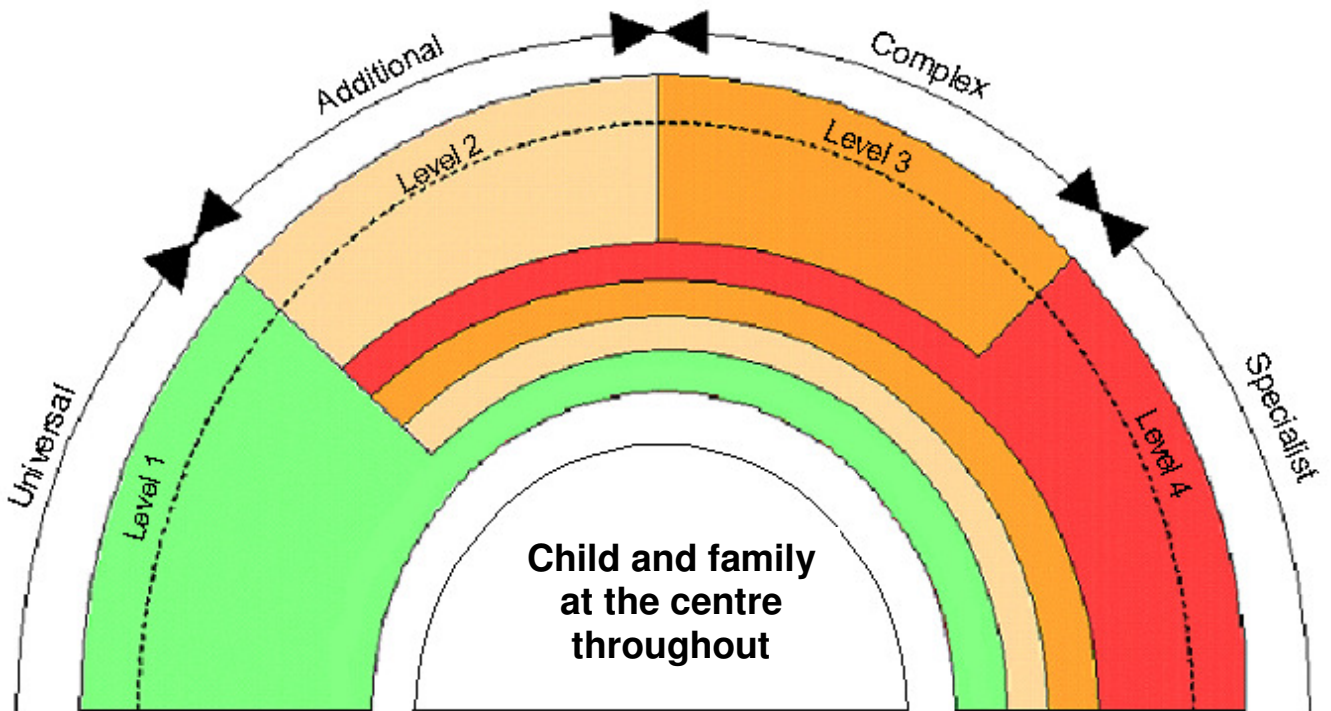 Universal
Additional
Complex
Specialist
Level 1
Level 2
Level 3
Level 4
Child and family
at the centre
throughout